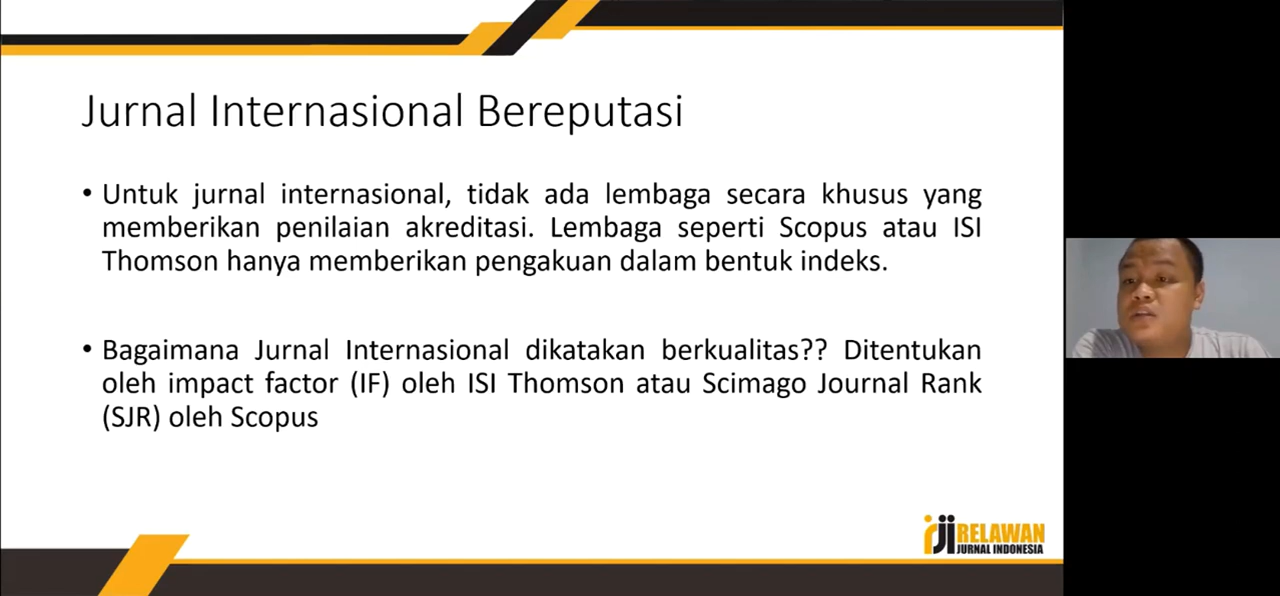 Jurnal Internasional Bereputasi
• Untuk jurnal internasional, tidak ada lembaga secara khusus yang
memberikan penilaian akreditasi. Lembaga seperti Scopus atau ISI
Thomson hanya memberikan pengakuan dalam bentuk indeks.
• Bagaimana Jurnal Internasional dikatakan berkualitas?? Ditentukan
oleh impact factor (IF) oleh ISI Thomson atau Scimago Journal Rank
(SJR) oleh Scopus
rji RELAWAN
JURNAL INDONESIA